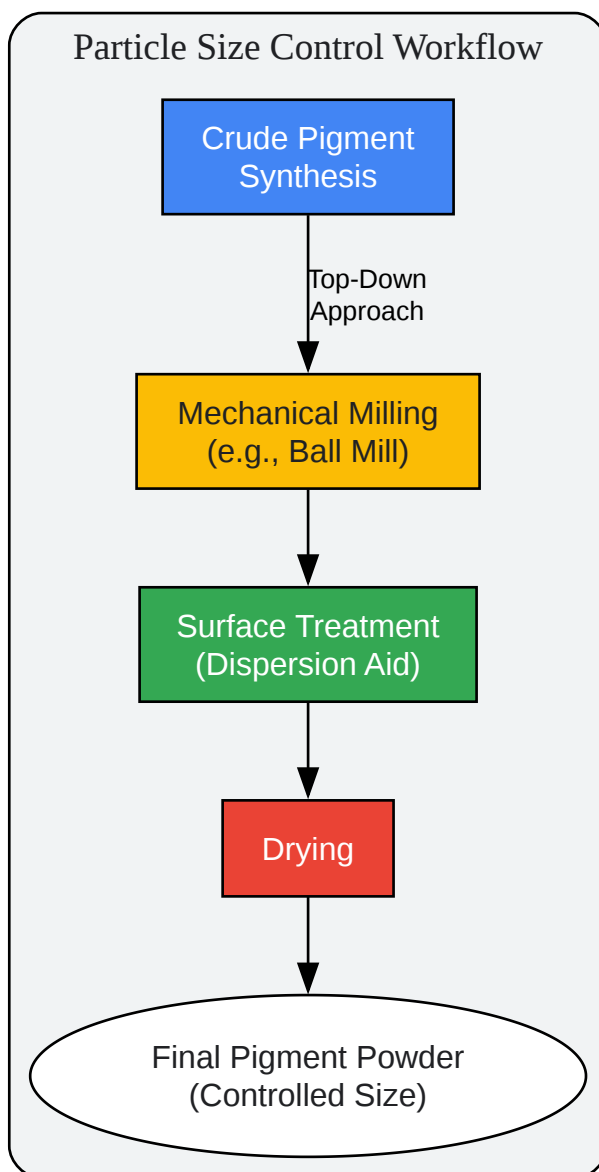 Particle Size Control Workflow
Crude Pigment
Synthesis
Top-Down
Approach
Mechanical Milling
(e.g., Ball Mill)
Surface Treatment
(Dispersion Aid)
Drying
Final Pigment Powder
(Controlled Size)